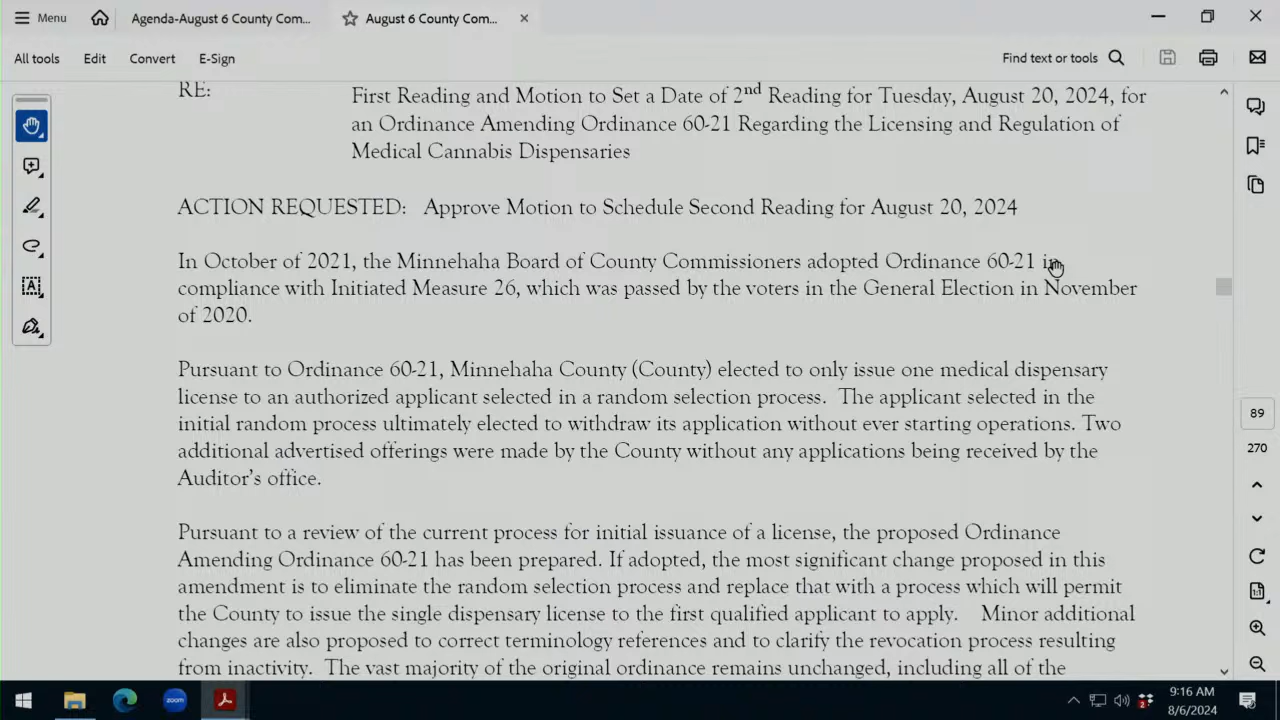 Menu
Agenda-August 6 County Com...
August 6 County Com...
All tools
Edit
Convert
E-Sign
Find text or tools
RE:
First Reading and Motion to Set a Date of 2nd Reading for Tuesday, August 20, 2024, for
an Ordinance Amending Ordinance 60-21 Regarding the Licensing and Regulation of
Medical Cannabis Dispensaries
ACTION REQUESTED: Approve Motion to Schedule Second Reading for August 20, 2024
In October of 2021, the Minnehaha Board of County Commissioners adopted Ordinance 60-21 in
compliance with Initiated Measure 26, which was passed by the voters in the General Election in November
of 2020.
Pursuant to Ordinance 60-21, Minnehaha County (County) elected to only issue one medical dispensary
license to an authorized applicant selected in a random selection process. The applicant selected in the
initial random process ultimately elected to withdraw its application without ever starting operations. Two
additional advertised offerings were made by the County without any applications being received by the
Auditor's office.
Pursuant to a review of the current process for initial issuance of a license, the proposed Ordinance
Amending Ordinance 60-21 has been prepared. If adopted, the most significant change proposed in this
amendment is to eliminate the random selection process and replace that with a process which will permit
the County to issue the single dispensary license to the first qualified applicant to apply. Minor additional
changes are also proposed to correct terminology references and to clarify the revocation process resulting
from inactivity. The vast majority of the original ordinance remains unchanged, including all of the
89
270
1:1
zoom
2
9:16 AM
8/6/2024